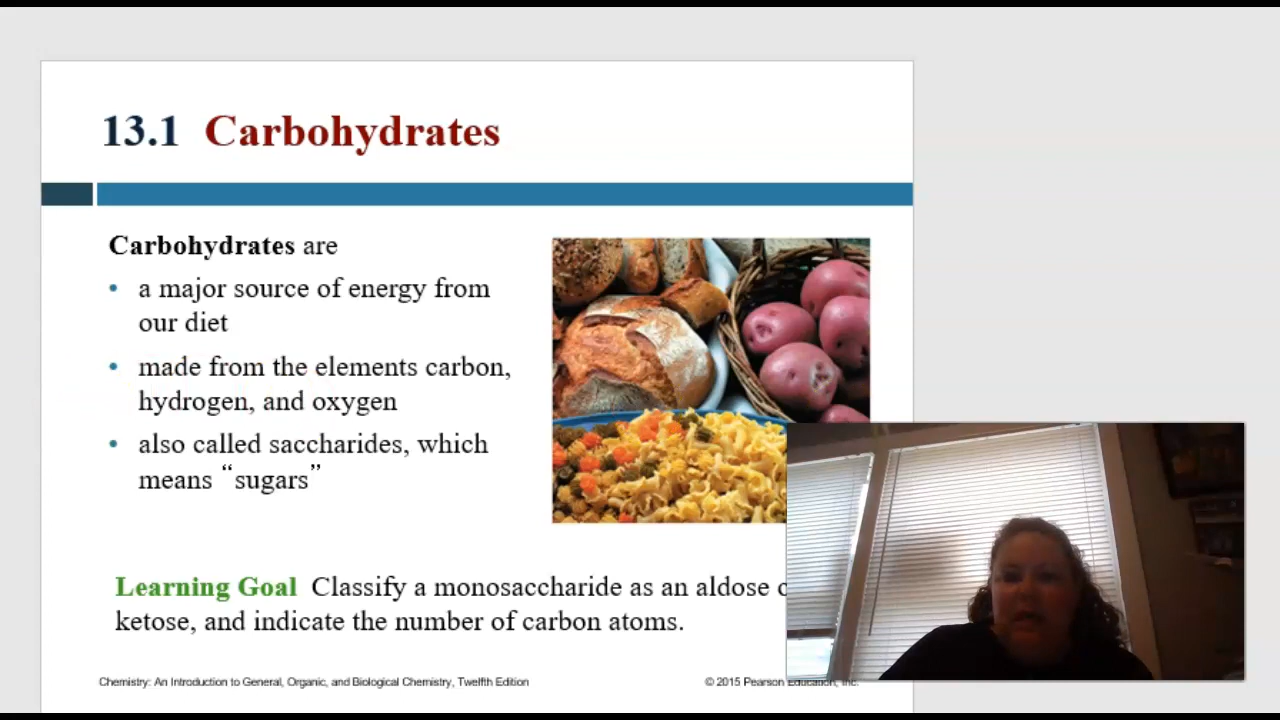 13.1 Carbohydrates
Carbohydrates are
• a major source of energy from
our diet
• made from the elements carbon,
hydrogen, and oxygen
• also called saccharides, which
means “sugars”
Learning Goal Classify a monosaccharide as an aldose
ketose, and indicate the number of carbon atoms.
Chemistry: An Introduction to General, Organic, and Biological Chemistry, Twelfth Edition
© 2015 Pearson Education, Inc.